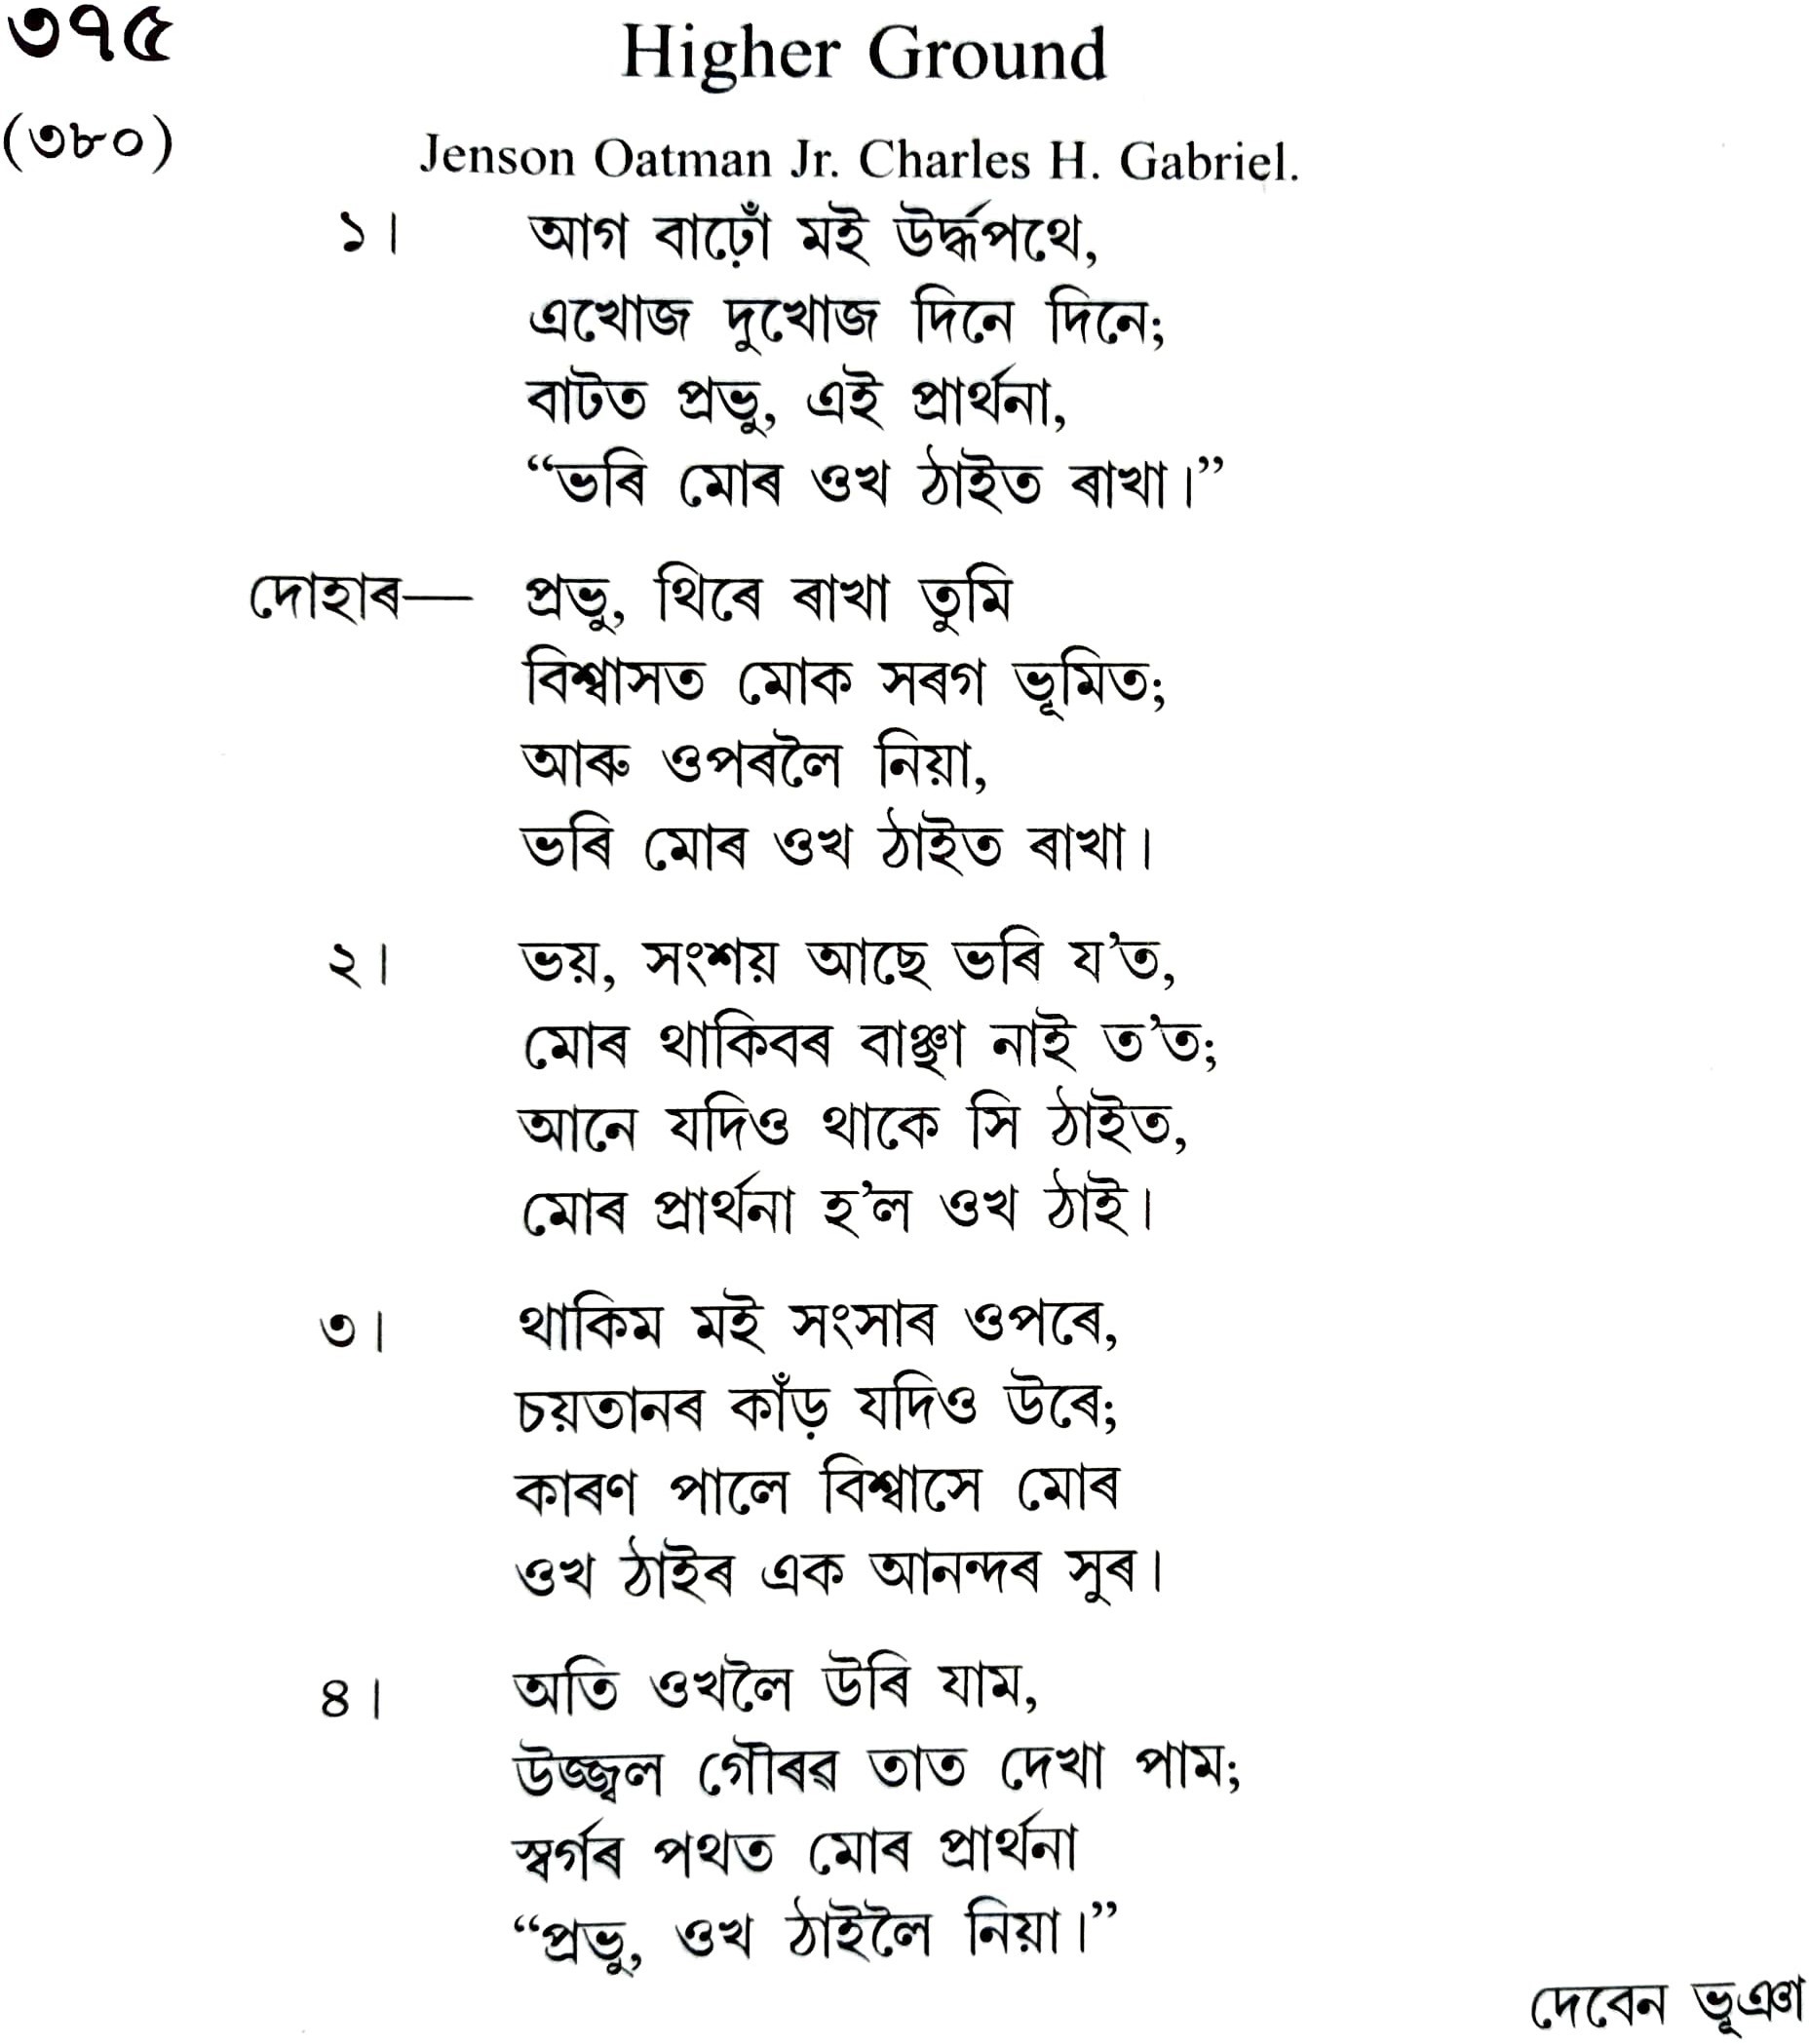 ৩৭৫
Higher Ground
(৩৮০)
Jenson Oatman Jr. Charles H. Gabriel.
১। আগ বাঢ়োঁ মই উৰ্দ্ধপথে,
এখোজ দুখোজ দিনে দিনে;
বাটত প্ৰভু, এই প্ৰাৰ্থনা,
“ভৰি মোৰ ওখ ঠাইত ৰাখা।”
দোহাৰ— প্ৰভু, থিৰে ৰাখা তুমি
বিশ্বাসত মোক সৰগ ভূমিত;
আৰু ওপৰলৈ নিয়া,
ভৰি মোৰ ওখ ঠাইত ৰাখা।
২। ভয়, সংশয় আছে ভৰি য’ত,
মোৰ থাকিবৰ বাঞ্ছা নাই ত’ত;
আনে যদিও থাকে সি ঠাইত,
মোৰ প্ৰাৰ্থনা হ’ল ওখ ঠাই।
৩। থাকিম মই সংসাৰ ওপৰে,
চয়তানৰ কাঁড় যদিও উৰে;
কাৰণ পালে বিশ্বাসে মোৰ
ওখ ঠাইৰ এক আনন্দৰ সুৰ।
৪। অতি ওখলৈ উৰি যাম,
উজ্জ্বল গৌৰৱ তাত দেখা পাম;
স্বৰ্গৰ পথত মোৰ প্ৰাৰ্থনা
“প্ৰভু, ওখ ঠাইলৈ নিয়া।”
দেবেন ভূঞা